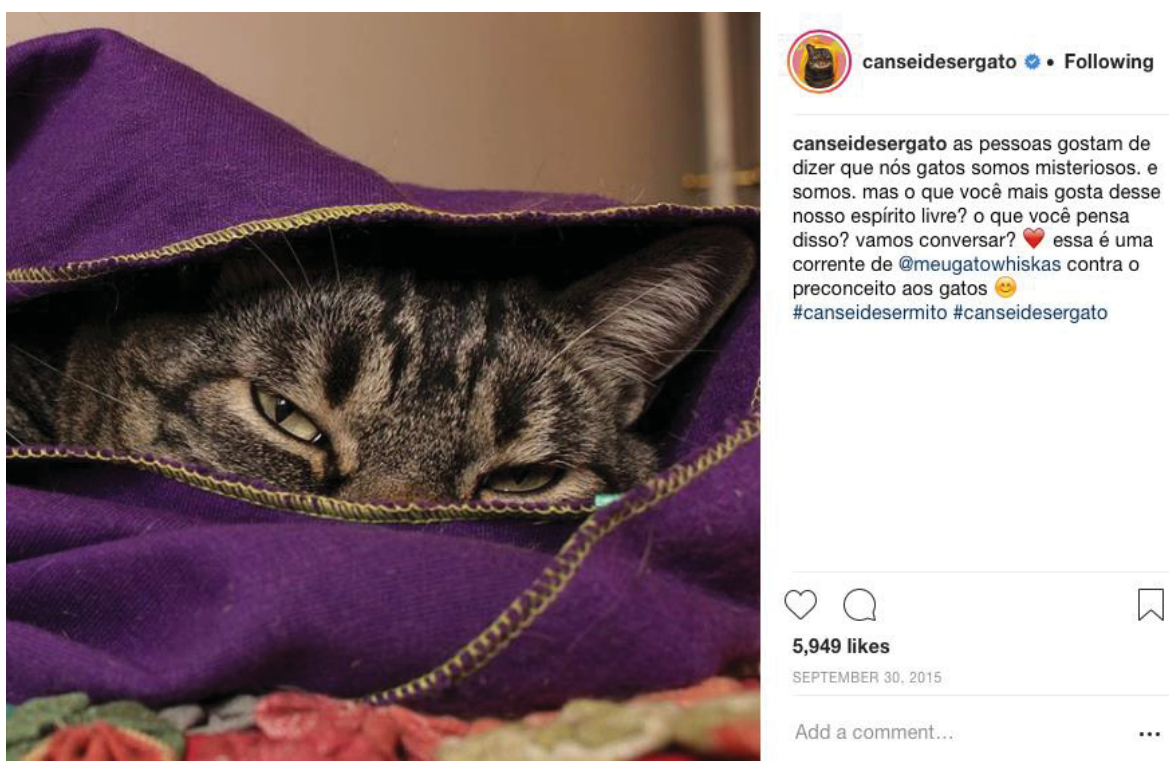 canseidesergato • Following
canseidesergato as pessoas gostam de
dizer que nós gatos somos misteriosos. e
somos. mas o que você mais gosta desse
nosso espírito livre? o que você pensa
disso? vamos conversar? ❤️ essa é uma
corrente de @meugatowhiskas contra o
preconceito aos gatos 😊
#canseidesermito #canseidesergato
5,949 likes
SEPTEMBER 30, 2015
Add a comment...